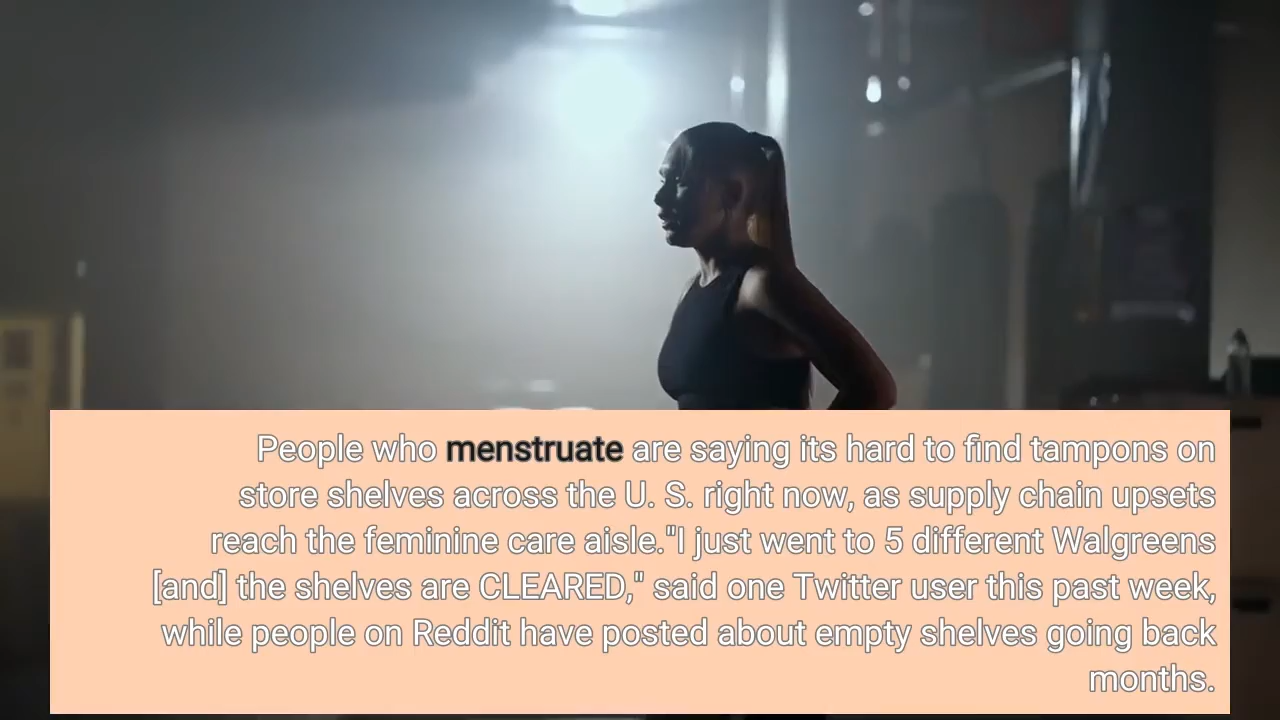 People who menstruate are saying its hard to find tampons on
store shelves across the U. S. right now, as supply chain upsets
reach the feminine care aisle."I just went to 5 different Walgreens
[and] the shelves are CLEARED," said one Twitter user this past week,
while people on Reddit have posted about empty shelves going back
months.